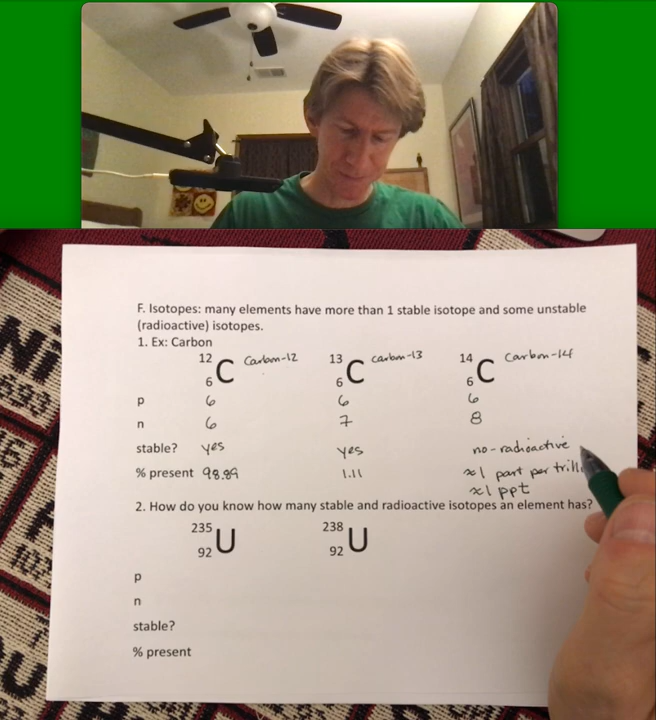 F. Isotopes: many elements have more than 1 stable isotope and some unstable
(radioactive) isotopes.
1. Ex: Carbon
12 6 C Carbon-12 13 6 C Carbon-13 14 6 C Carbon-14
p 6 6 6
n 6 7 8
stable? yes yes no-radioactive
% present 98.89 1.11 ≈1 part per trill
≈1 ppt
2. How do you know how many stable and radioactive isotopes an element has?
235 92 U 238 92 U
p
n
stable?
% present
Ni